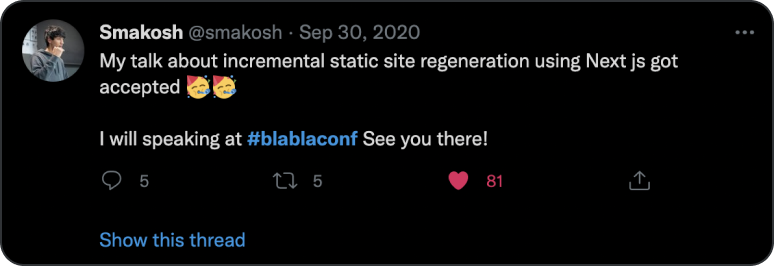 Smakosh @smakosh · Sep 30, 2020
My talk about incremental static site regeneration using Next js got
accepted 🥳🥳
I will speaking at #blablaconf See you there!
5 5 81
Show this thread